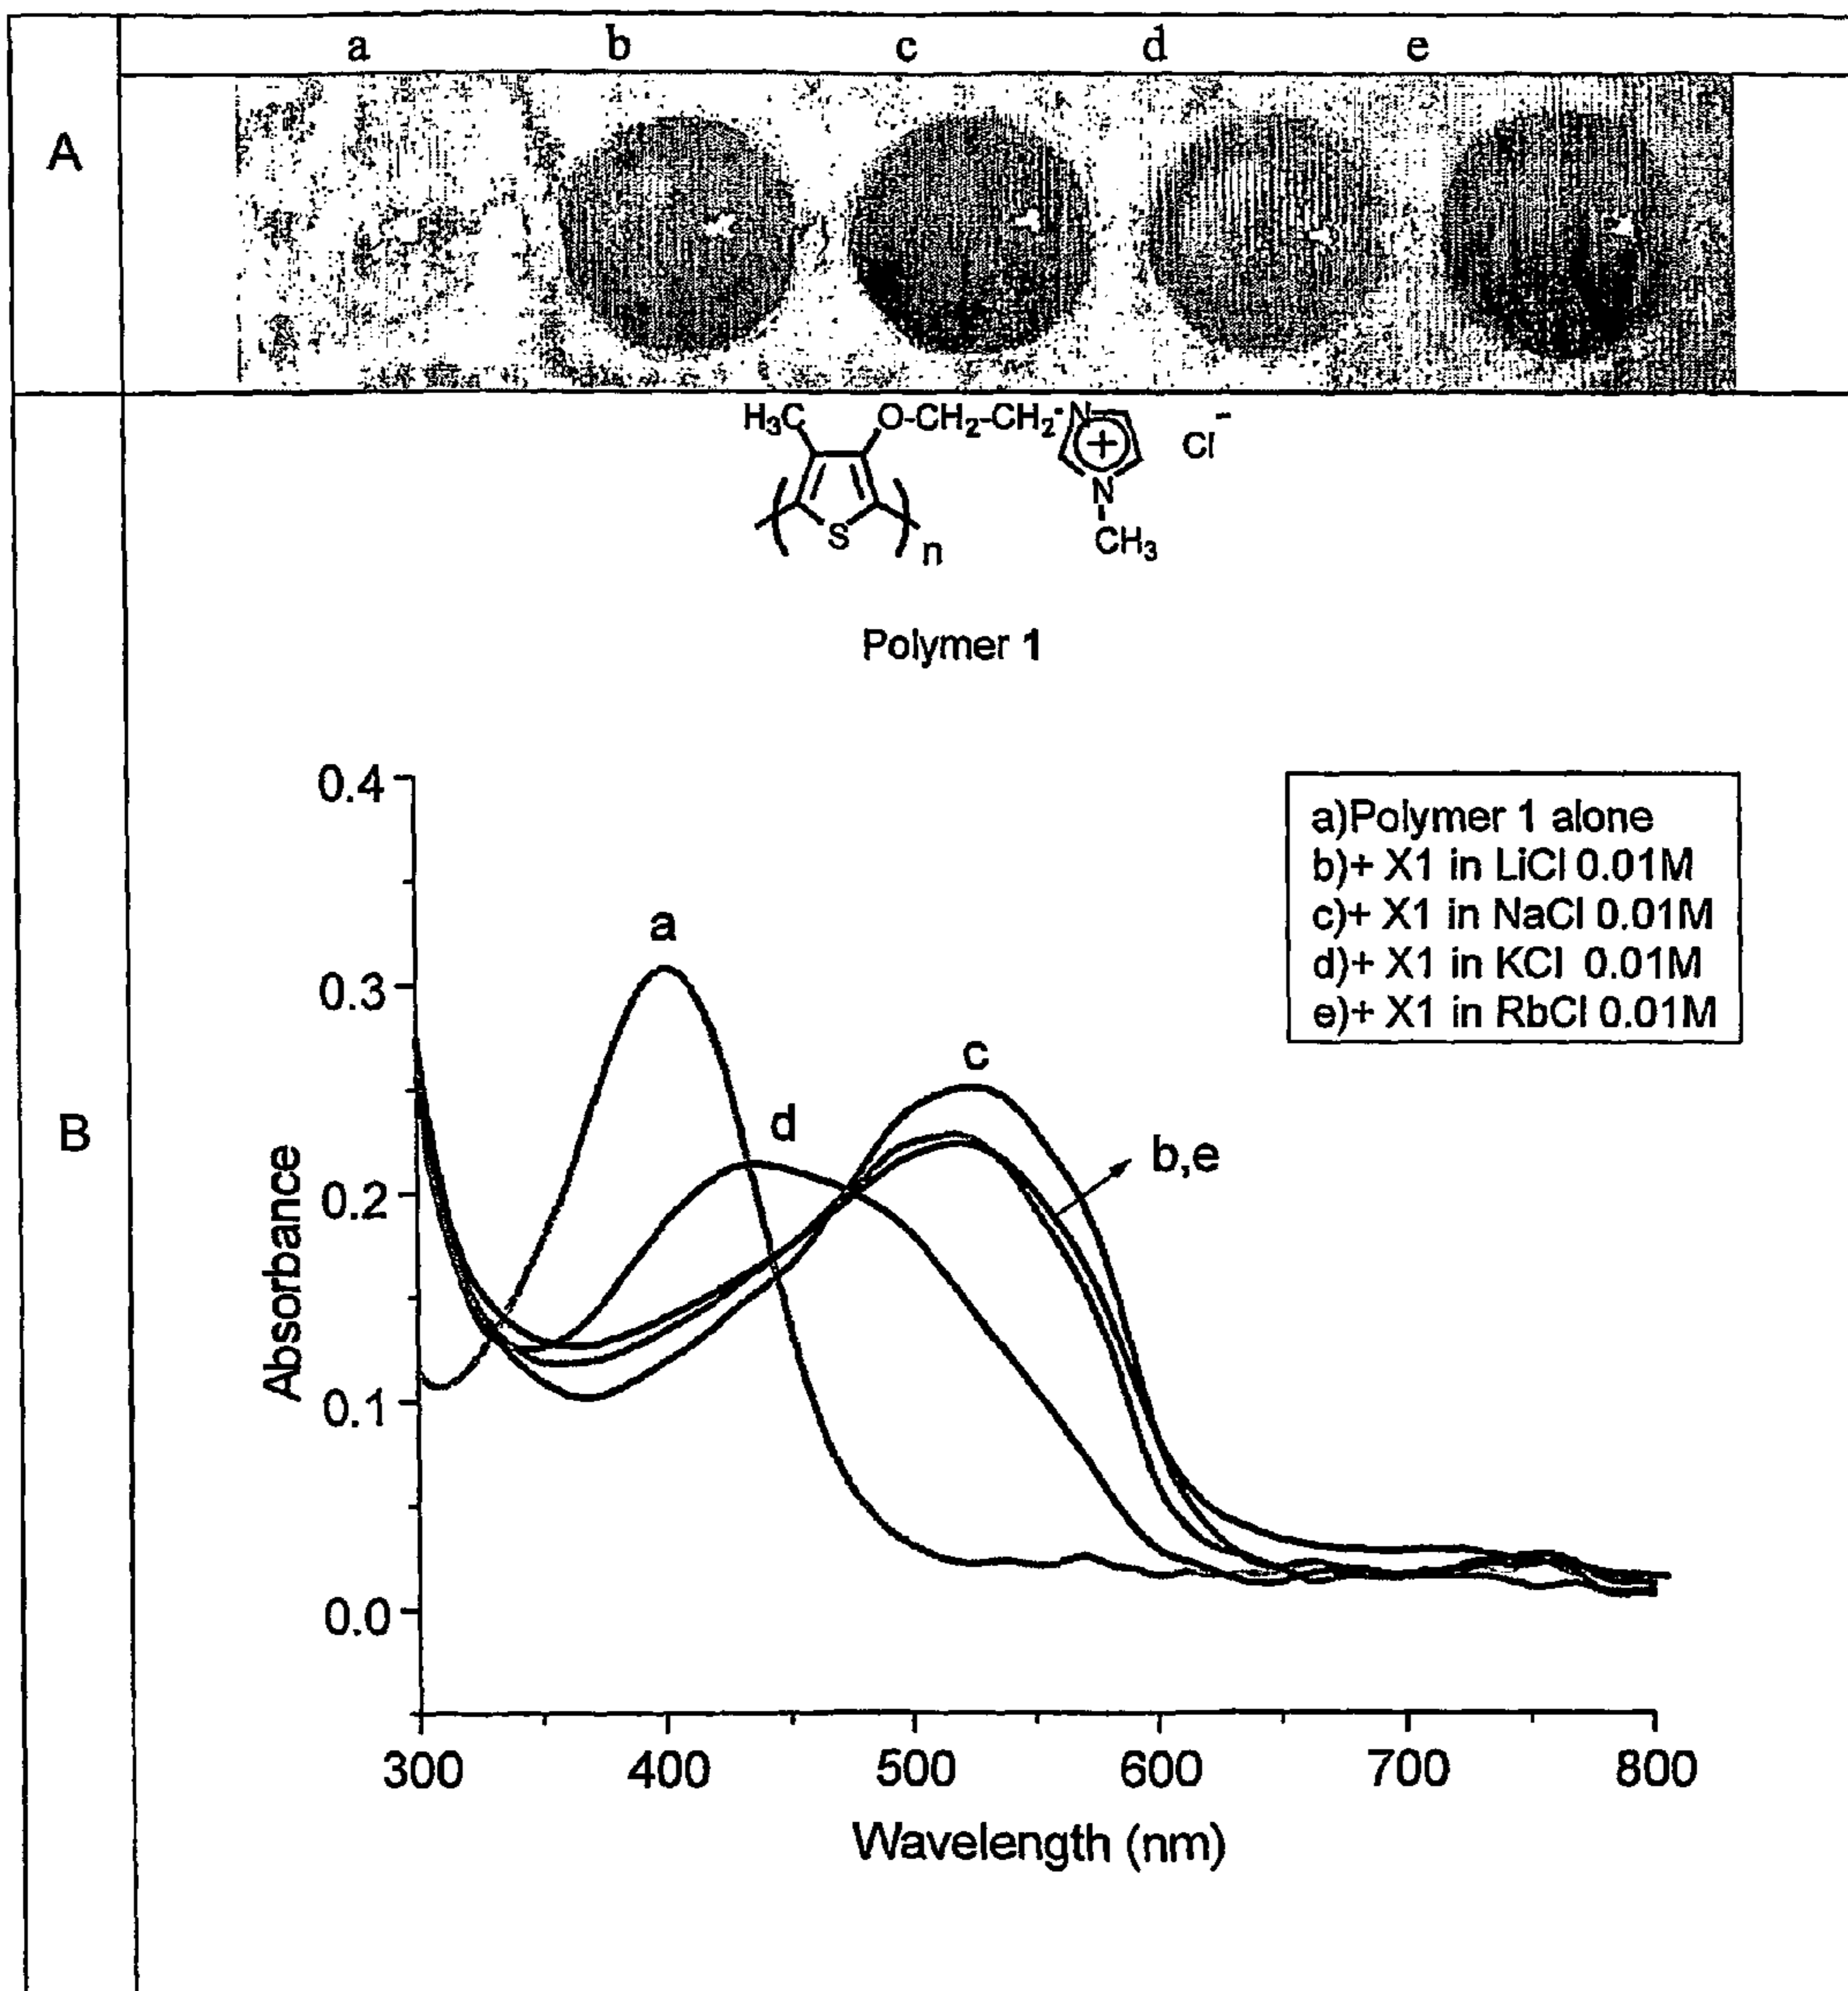 a b c d e
A
H₃C O-CH₂-CH₂-N Cl⁻
+
N
S
n
CH₃
Polymer 1
B
a)Polymer 1 alone
b)+ X1 in LiCl 0.01M
c)+ X1 in NaCl 0.01M
d)+ X1 in KCl 0.01M
e)+ X1 in RbCl 0.01M
a
c
d
b,e
0.4
0.3
0.2
0.1
0.0
Absorbance
300 400 500 600 700 800
Wavelength (nm)